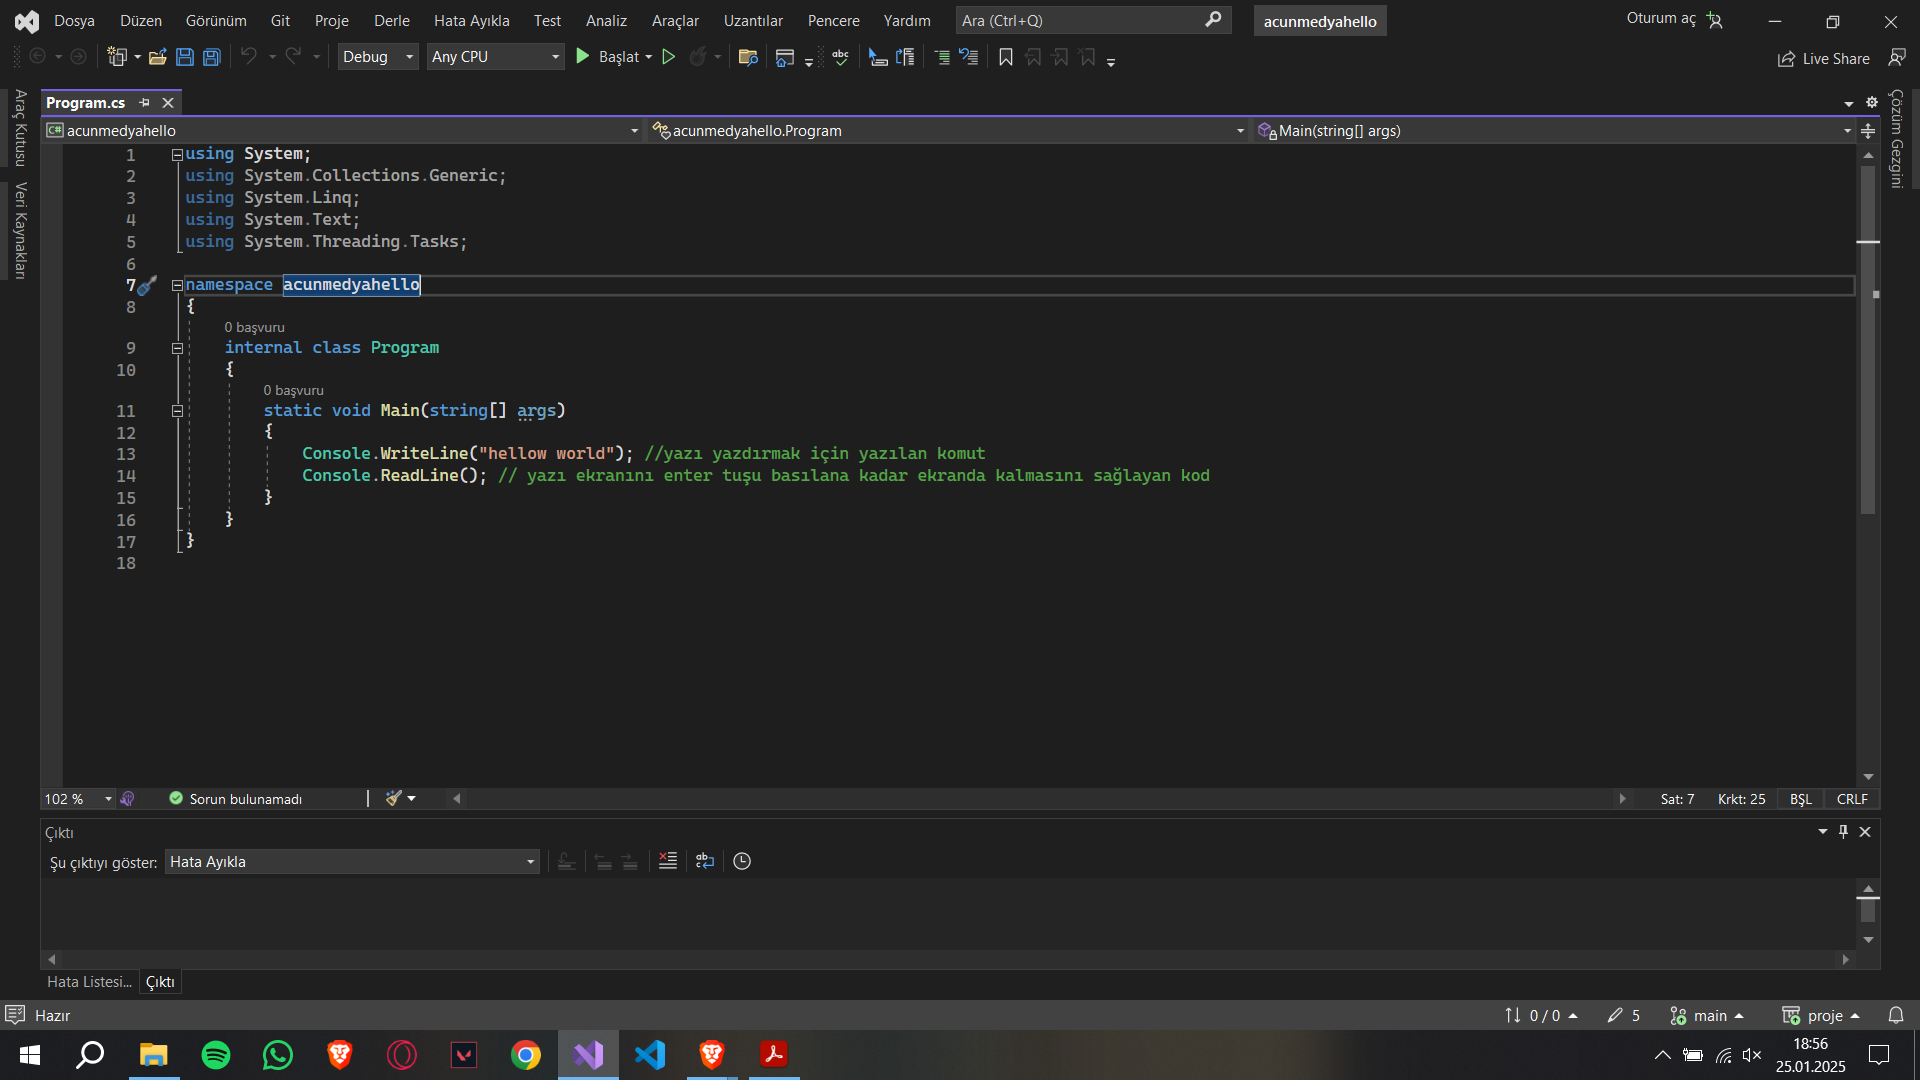 Dosya Düzen Görünüm Git Proje Derle Hata Ayıkla Test Analiz Araçlar Uzantılar Pencere Yardım Ara (Ctrl+Q) acunmedyahello Oturum aç
Debug Any CPU Başlat Live Share
Araç Kutusu
Veri Kaynakları
Çözüm Gezgini
Program.cs
acunmedyahello acunmedyahello.Program Main(string[] args)
1 using System;
2 using System.Collections.Generic;
3 using System.Linq;
4 using System.Text;
5 using System.Threading.Tasks;
6
7 namespace acunmedyahello
8 {
0 başvuru
9 internal class Program
10 {
0 başvuru
11 static void Main(string[] args)
12 {
13 Console.WriteLine("hellow world"); //yazı yazdırmak için yazılan komut
14 Console.ReadLine(); // yazı ekranını enter tuşu basılana kadar ekranda kalmasını sağlayan kod
15 }
16 }
17 }
18
102 % Sorun bulunamadı Sat: 7 Krkt: 25 BŞL CRLF
Çıktı
Şu çıktıyı göster: Hata Ayıkla
Hata Listesi... Çıktı
Hazır 0 / 0 5 main proje
18:56
25.01.2025